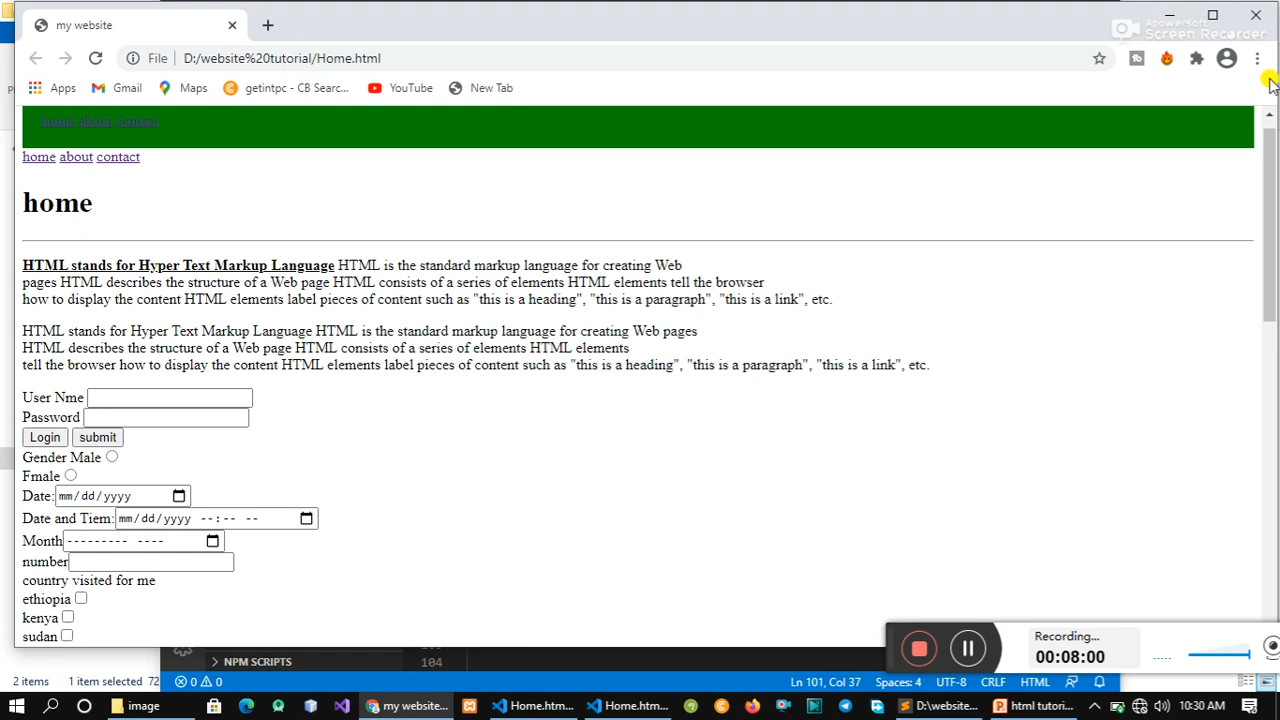 my website
Apowersoft
Screen Recorder
File
D:/website%20tutorial/Home.html
Apps
Gmail
Maps
getintpc - CB Searc...
YouTube
New Tab
home about contact
home about contact
home
HTML stands for Hyper Text Markup Language HTML is the standard markup language for creating Web
pages HTML describes the structure of a Web page HTML consists of a series of elements HTML elements tell the browser
how to display the content HTML elements label pieces of content such as "this is a heading", "this is a paragraph", "this is a link", etc.
HTML stands for Hyper Text Markup Language HTML is the standard markup language for creating Web pages
HTML describes the structure of a Web page HTML consists of a series of elements HTML elements
tell the browser how to display the content HTML elements label pieces of content such as "this is a heading", "this is a paragraph", "this is a link", etc.
User Nme
Password
Login submit
Gender Male
Fmale
Date: mm/dd/yyyy
Date and Tiem: mm/dd/yyyy --:-- --
Month --------- ----
number
country visited for me
ethiopia
kenya
sudan
Recording...
00:08:00
NPM SCRIPTS
104
2 items
1 item selected 72
0
0
Ln 101, Col 37
Spaces: 4
UTF-8
CRLF
HTML
image
my website...
Home.htm...
Home.htm...
D:\website...
html tutori...
10:30 AM